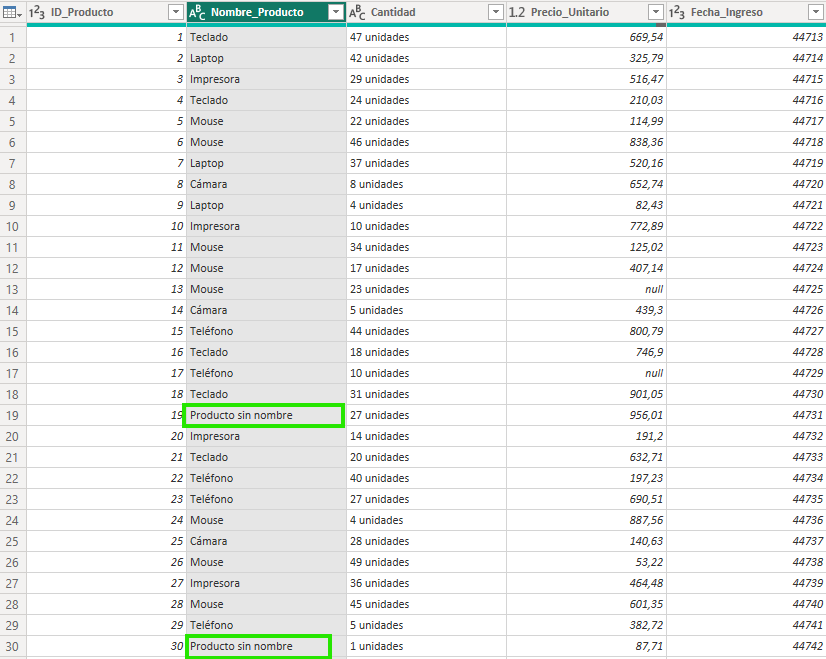 1 2 3 ID_Producto A B C Nombre_Producto A B C Cantidad 1.2 Precio_Unitario 1 2 3 Fecha_Ingreso
1 1 Teclado 47 unidades 669,54 44713
2 2 Laptop 42 unidades 325,79 44714
3 3 Impresora 29 unidades 516,47 44715
4 4 Teclado 24 unidades 210,03 44716
5 5 Mouse 22 unidades 114,99 44717
6 6 Mouse 46 unidades 838,36 44718
7 7 Laptop 37 unidades 520,16 44719
8 8 Cámara 8 unidades 652,74 44720
9 9 Laptop 4 unidades 82,43 44721
10 10 Impresora 10 unidades 772,89 44722
11 11 Mouse 34 unidades 125,02 44723
12 12 Mouse 17 unidades 407,14 44724
13 13 Mouse 23 unidades null 44725
14 14 Cámara 5 unidades 439,3 44726
15 15 Teléfono 44 unidades 800,79 44727
16 16 Teclado 18 unidades 746,9 44728
17 17 Teléfono 10 unidades null 44729
18 18 Teclado 31 unidades 901,05 44730
19 19 Producto sin nombre 27 unidades 956,01 44731
20 20 Impresora 14 unidades 191,2 44732
21 21 Teclado 20 unidades 632,71 44733
22 22 Teléfono 40 unidades 197,23 44734
23 23 Teléfono 27 unidades 690,51 44735
24 24 Mouse 4 unidades 887,56 44736
25 25 Cámara 28 unidades 140,63 44737
26 26 Mouse 49 unidades 53,22 44738
27 27 Impresora 36 unidades 464,48 44739
28 28 Mouse 45 unidades 601,35 44740
29 29 Teléfono 5 unidades 382,72 44741
30 30 Producto sin nombre 1 unidades 87,71 44742